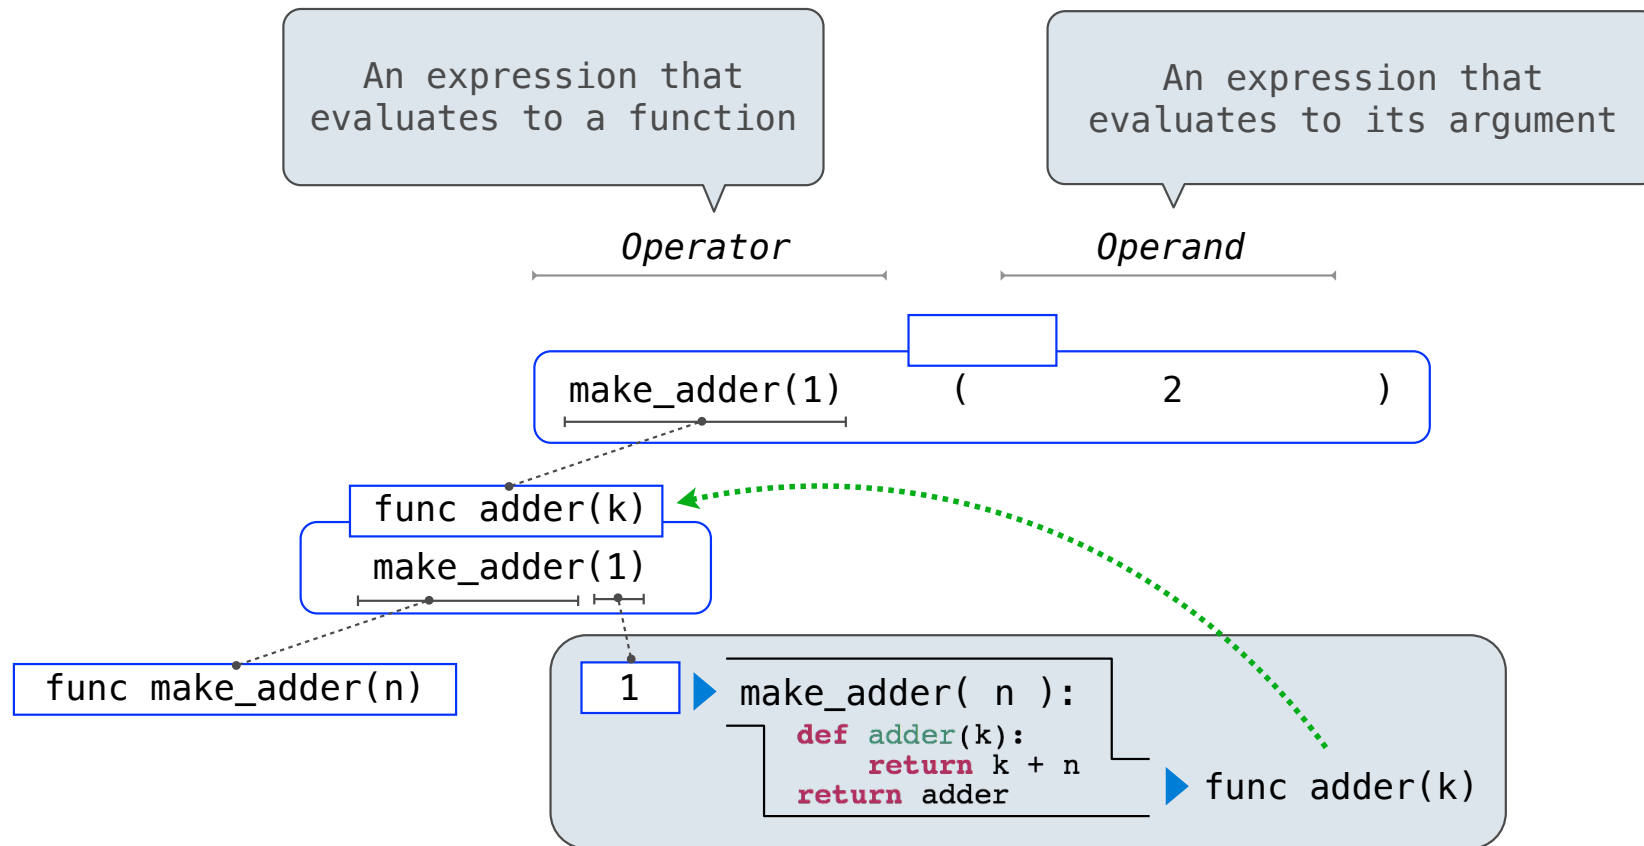 An expression that
evaluates to a function
An expression that
evaluates to its argument
Operator
Operand
make_adder(1) ( 2 )
func adder(k)
make_adder(1)
func make_adder(n)
1
make_adder( n ):
def adder(k):
return k + n
return adder
func adder(k)